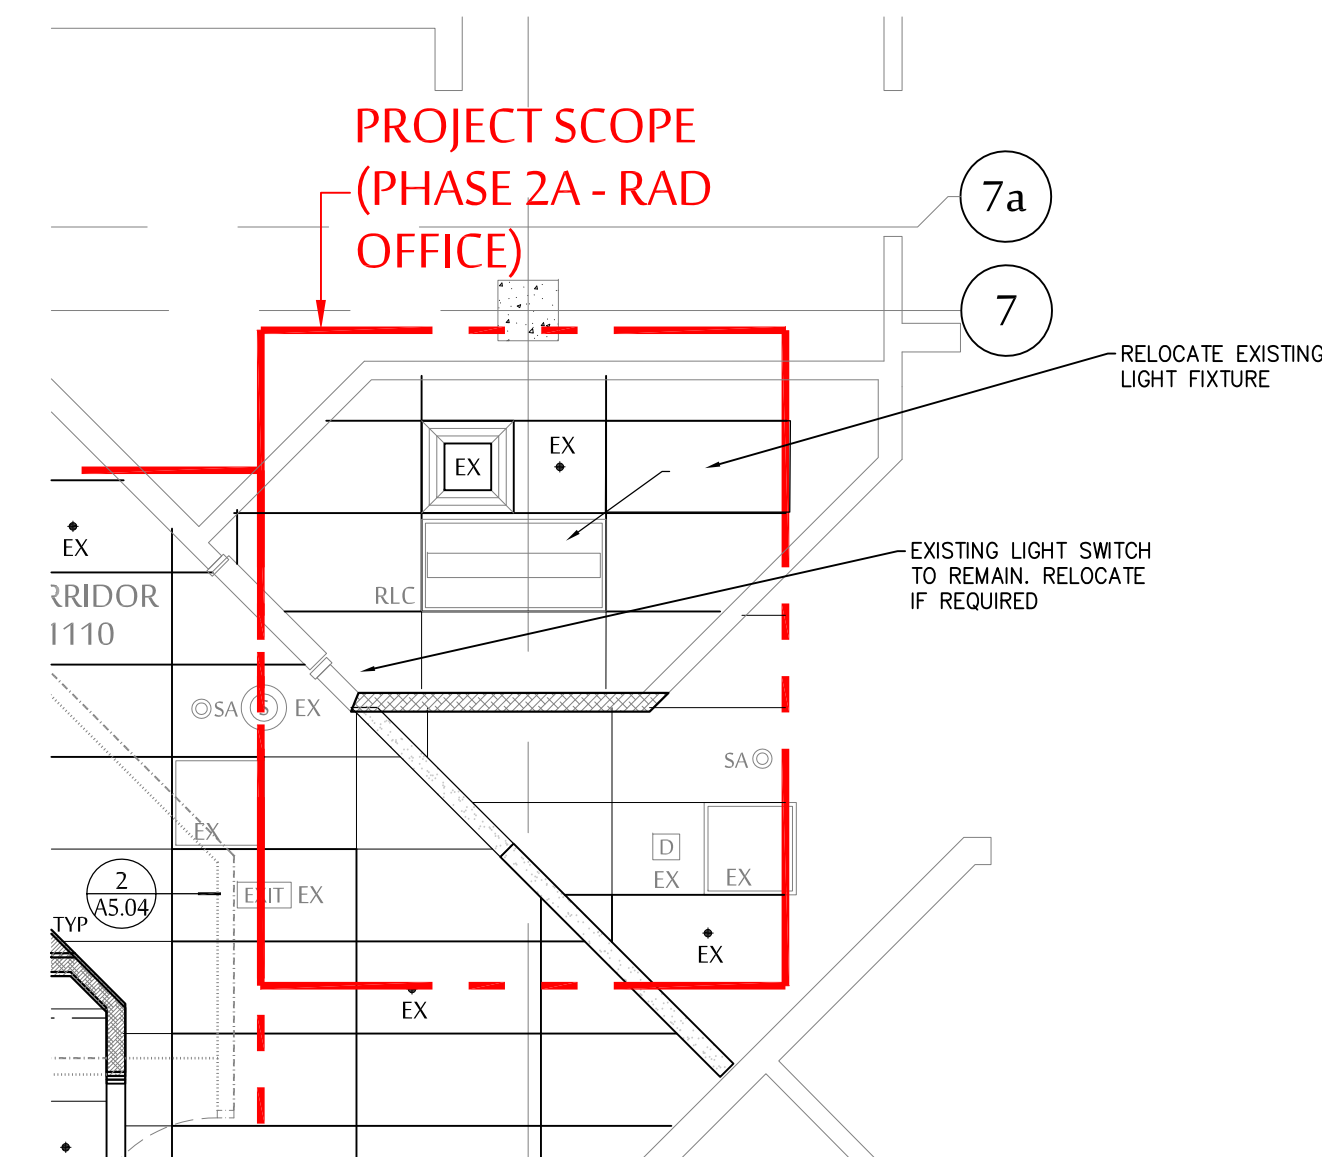 PROJECT SCOPE
(PHASE 2A - RAD
OFFICE)
7a
7
RELOCATE EXISTING
LIGHT FIXTURE
EX
EX
EX
EXISTING LIGHT SWITCH
TO REMAIN. RELOCATE
IF REQUIRED
RLC
RRIDOR
1110
SA
S
EX
SA
EX
D
EX
EX
2
A5.04
EXIT EX
TYP
EX
EX